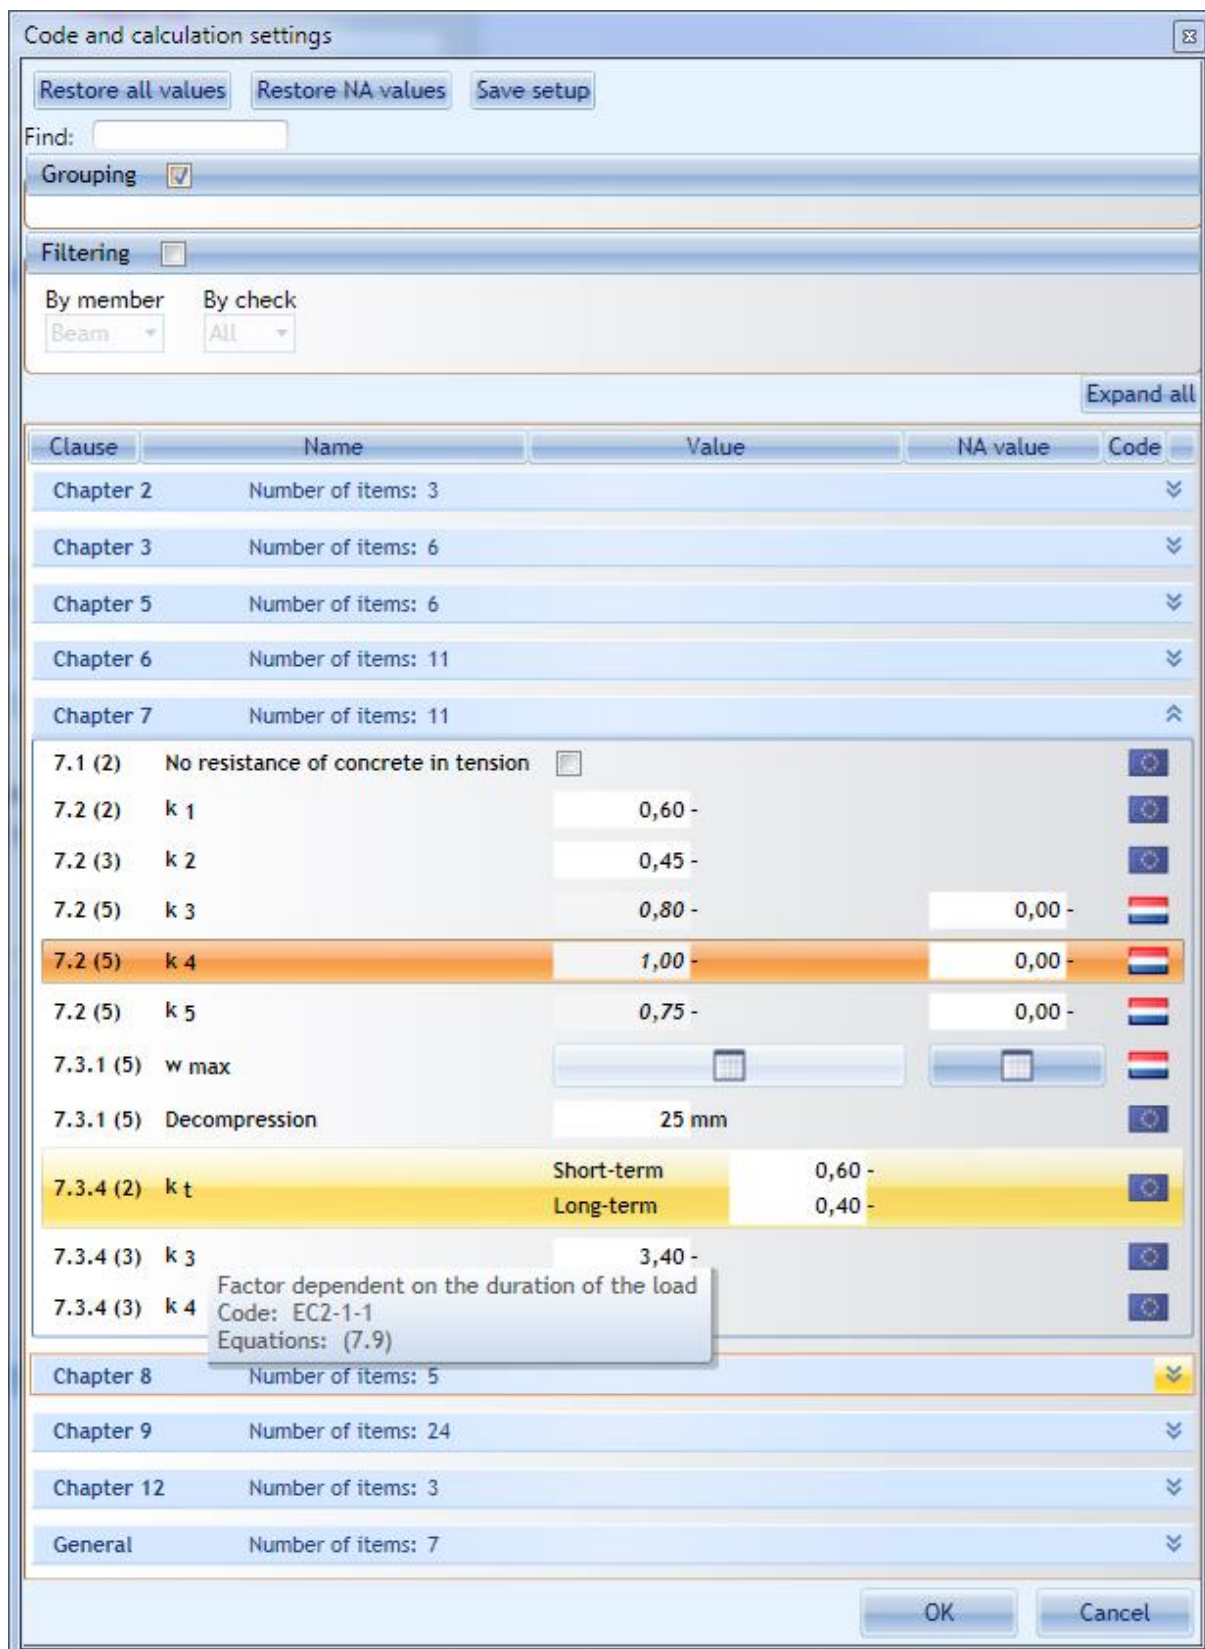 Code and calculation settings
Restore all values Restore NA values Save setup
Find:
Grouping
Filtering
By member By check
Beam All
Expand all
Clause Name Value NA value Code
Chapter 2 Number of items: 3
Chapter 3 Number of items: 6
Chapter 5 Number of items: 6
Chapter 6 Number of items: 11
Chapter 7 Number of items: 11
7.1 (2) No resistance of concrete in tension
7.2 (2) k 1 0,60 -
7.2 (3) k 2 0,45 -
7.2 (5) k 3 0,80 - 0,00 -
7.2 (5) k 4 1,00 - 0,00 -
7.2 (5) k 5 0,75 - 0,00 -
7.3.1 (5) w max
7.3.1 (5) Decompression 25 mm
7.3.4 (2) k t Short-term 0,60 -
Long-term 0,40 -
7.3.4 (3) k 3 3,40 -
7.3.4 (3) k 4
Factor dependent on the duration of the load
Code: EC2-1-1
Equations: (7.9)
Chapter 8 Number of items: 5
Chapter 9 Number of items: 24
Chapter 12 Number of items: 3
General Number of items: 7
OK Cancel